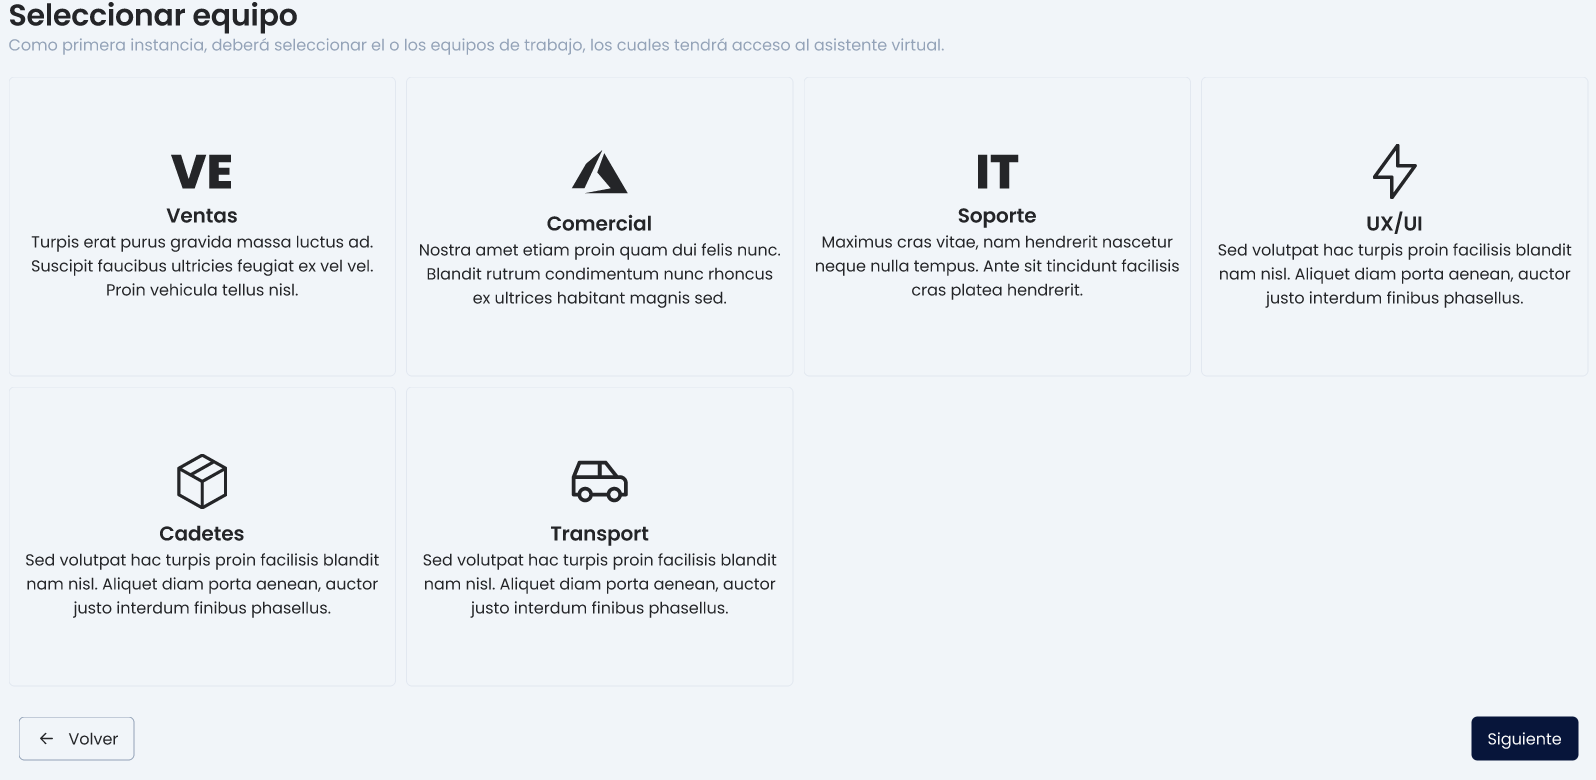 Seleccionar equipo
Como primera instancia, deberá seleccionar el o los equipos de trabajo, los cuales tendrá acceso al asistente virtual.
VE
Ventas
Turpis erat purus gravida massa luctus ad.
Suscipit faucibus ultricies feugiat ex vel vel.
Proin vehicula tellus nisl.
Comercial
Nostra amet etiam proin quam dui felis nunc.
Blandit rutrum condimentum nunc rhoncus
ex ultrices habitant magnis sed.
IT
Soporte
Maximus cras vitae, nam hendrerit nascetur
neque nulla tempus. Ante sit tincidunt facilisis
cras platea hendrerit.
UX/UI
Sed volutpat hac turpis proin facilisis blandit
nam nisl. Aliquet diam porta aenean, auctor
justo interdum finibus phasellus.
Cadetes
Sed volutpat hac turpis proin facilisis blandit
nam nisl. Aliquet diam porta aenean, auctor
justo interdum finibus phasellus.
Transport
Sed volutpat hac turpis proin facilisis blandit
nam nisl. Aliquet diam porta aenean, auctor
justo interdum finibus phasellus.
Volver
Siguiente